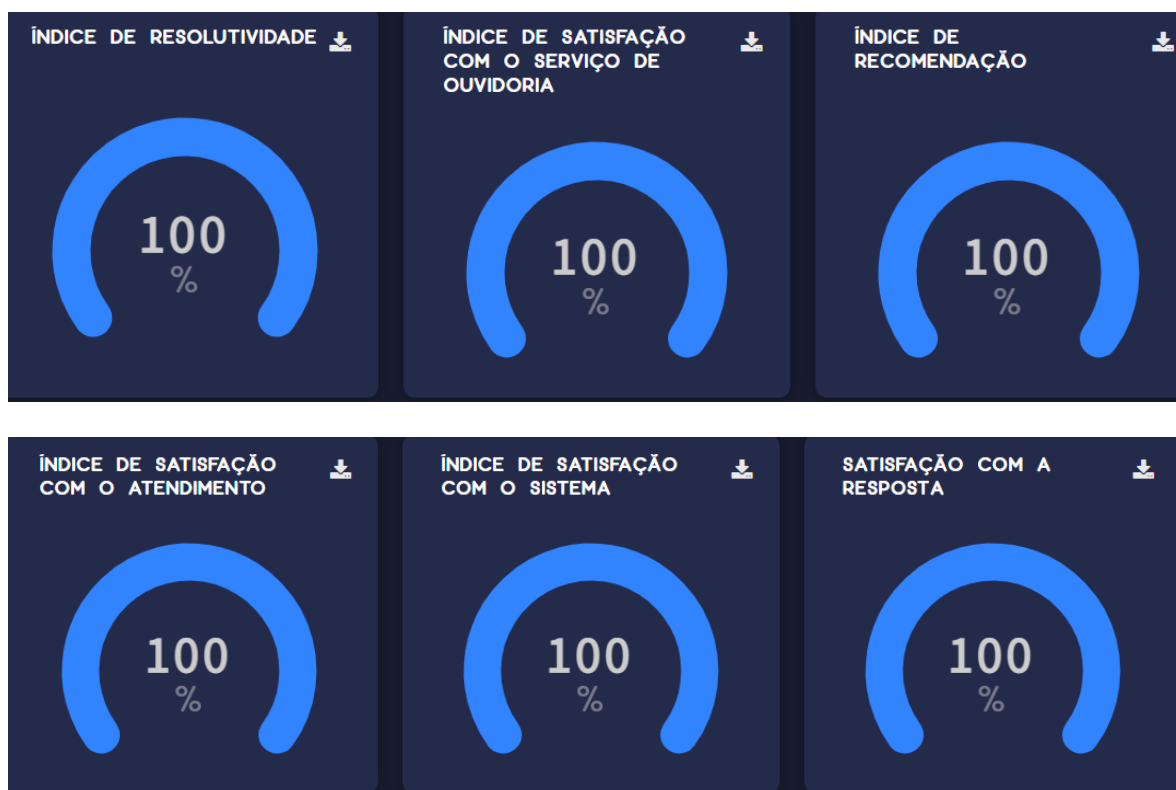 ÍNDICE DE RESOLUTIVIDADE
ÍNDICE DE SATISFAÇÃO
COM O SERVIÇO DE
OUVIDORIA
ÍNDICE DE
RECOMENDAÇÃO
100
%
100
%
100
%
ÍNDICE DE SATISFAÇÃO
COM O ATENDIMENTO
ÍNDICE DE SATISFAÇÃO
COM O SISTEMA
SATISFAÇÃO COM A
RESPOSTA
100
%
100
%
100
%